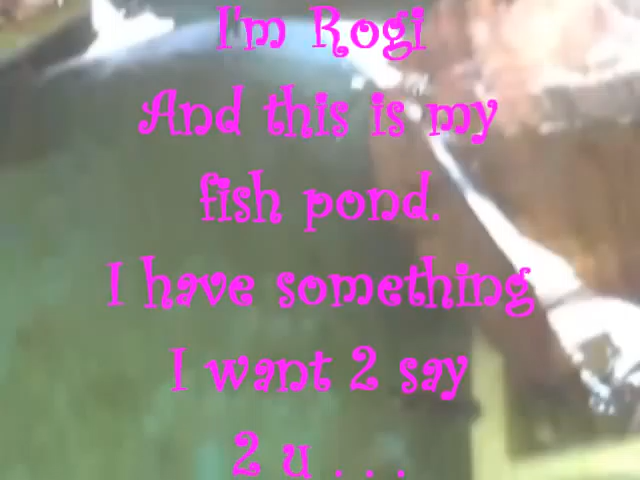 I'm Rogi
And this is my
fish pond.
I have something
I want 2 say
2 u . . .